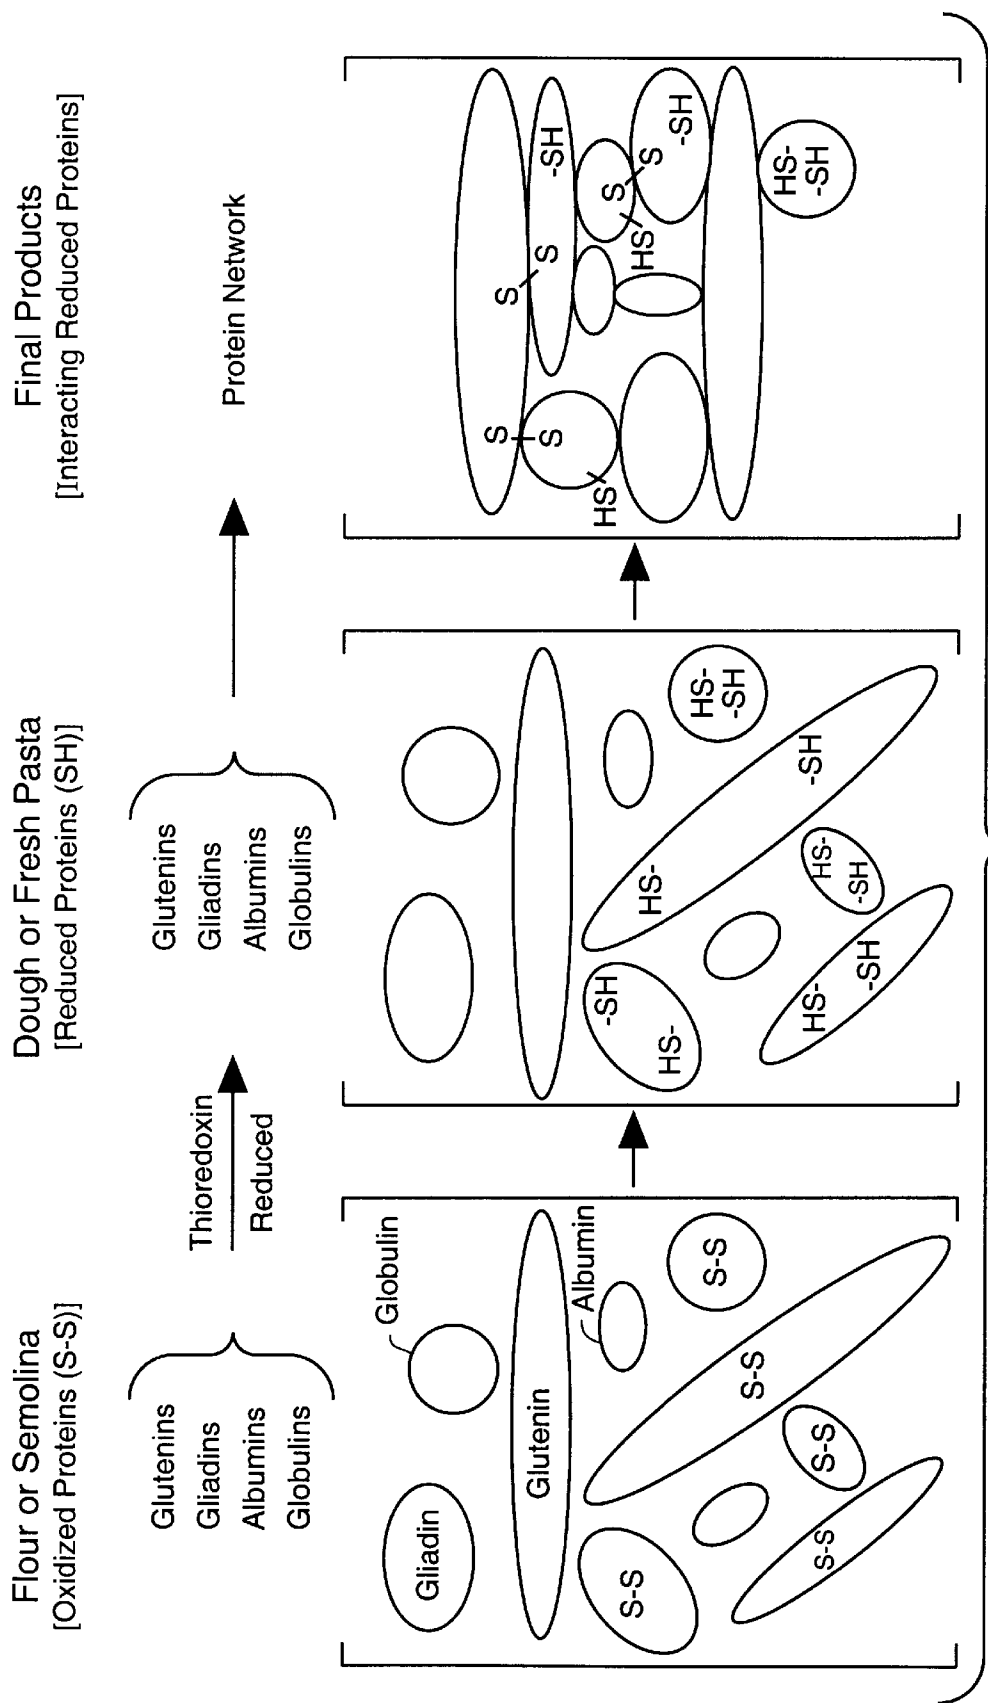 Flour or Semolina
[Oxidized Proteins (S-S)]
Glutenins
Gliadins
Albumins
Globulins
Thioredoxin
Reduced
Dough or Fresh Pasta
[Reduced Proteins (SH)]
Glutenins
Gliadins
Albumins
Globulins
Final Products
[Interacting Reduced Proteins]
Protein Network
Gliadin
Globulin
Glutenin
Albumin
S-S
S-S
S-S
S-S
S-S
-SH
HS-
HS-
-SH
HS-
-SH
HS-
-SH
HS-
-SH
S
S
HS
S
S
-SH
S
S
HS
-SH
HS-
-SH